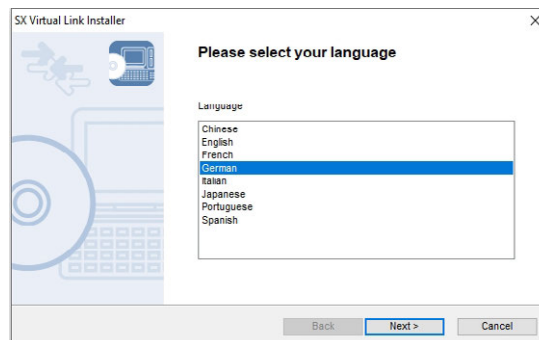 SX Virtual Link Installer
Please select your language
Language
Chinese
English
French
German
Italian
Japanese
Portuguese
Spanish
Back
Next >
Cancel